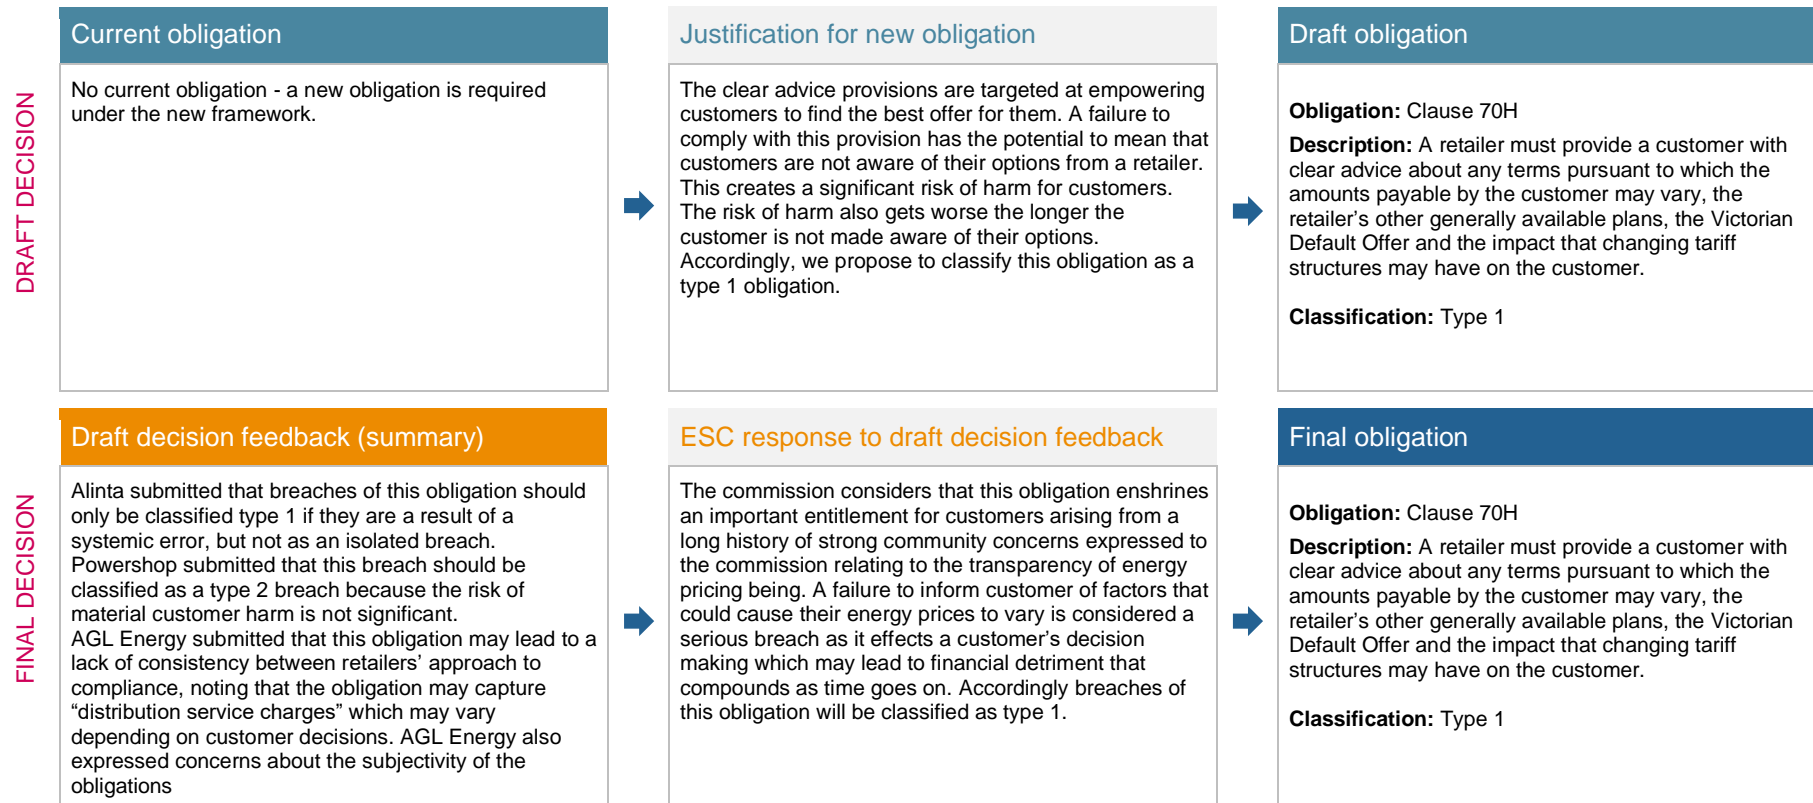 DRAFT DECISION
Current obligation
No current obligation - a new obligation is required
under the new framework.
Justification for new obligation
The clear advice provisions are targeted at empowering
customers to find the best offer for them. A failure to
comply with this provision has the potential to mean that
customers are not aware of their options from a retailer.
This creates a significant risk of harm for customers.
The risk of harm also gets worse the longer the
customer is not made aware of their options.
Accordingly, we propose to classify this obligation as a
type 1 obligation.
Draft obligation
Obligation: Clause 70H
Description: A retailer must provide a customer with
clear advice about any terms pursuant to which the
amounts payable by the customer may vary, the
retailer’s other generally available plans, the Victorian
Default Offer and the impact that changing tariff
structures may have on the customer.
Classification: Type 1
FINAL DECISION
Draft decision feedback (summary)
Alinta submitted that breaches of this obligation should
only be classified type 1 if they are a result of a
systemic error, but not as an isolated breach.
Powershop submitted that this breach should be
classified as a type 2 breach because the risk of
material customer harm is not significant.
AGL Energy submitted that this obligation may lead to a
lack of consistency between retailers’ approach to
compliance, noting that the obligation may capture
“distribution service charges” which may vary
depending on customer decisions. AGL Energy also
expressed concerns about the subjectivity of the
obligations
ESC response to draft decision feedback
The commission considers that this obligation enshrines
an important entitlement for customers arising from a
long history of strong community concerns expressed to
the commission relating to the transparency of energy
pricing being. A failure to inform customer of factors that
could cause their energy prices to vary is considered a
serious breach as it effects a customer’s decision
making which may lead to financial detriment that
compounds as time goes on. Accordingly breaches of
this obligation will be classified as type 1.
Final obligation
Obligation: Clause 70H
Description: A retailer must provide a customer with
clear advice about any terms pursuant to which the
amounts payable by the customer may vary, the
retailer’s other generally available plans, the Victorian
Default Offer and the impact that changing tariff
structures may have on the customer.
Classification: Type 1